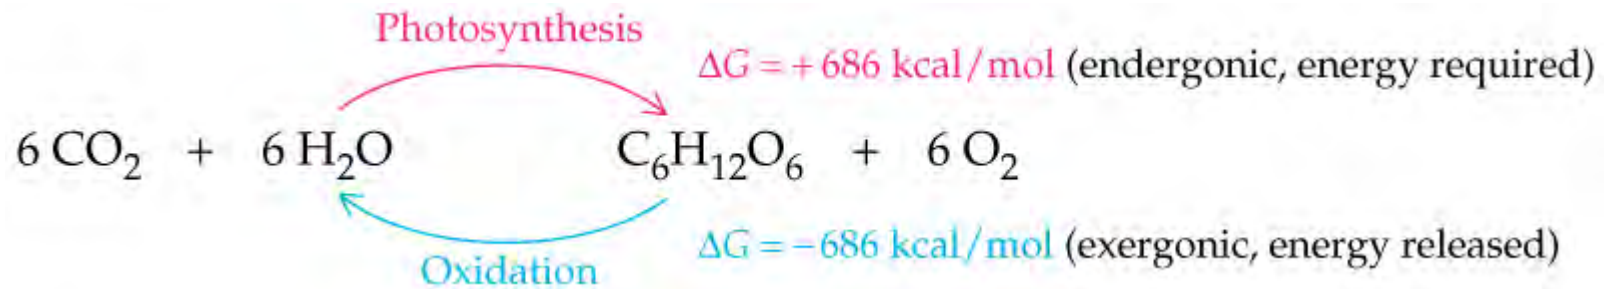 Photosynthesis
ΔG = +686 kcal/mol (endergonic, energy required)
6 CO₂ + 6 H₂O C₆H₁₂O₆ + 6 O₂
ΔG = −686 kcal/mol (exergonic, energy released)
Oxidation